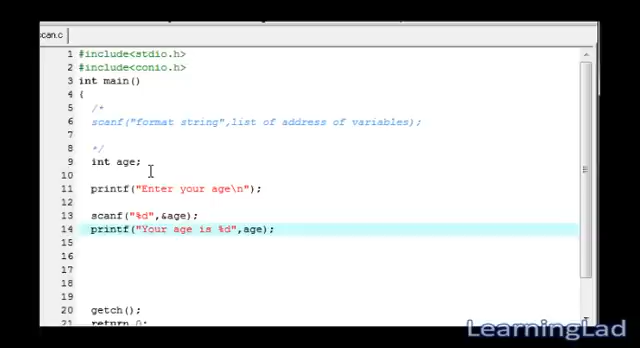 scan.c
1 #include<stdio.h>
2 #include<conio.h>
3 int main()
4 {
5 /*
6 scanf("format string",list of address of variables);
7
8 */
9 int age;
10
11 printf("Enter your age\n");
12
13 scanf("%d",&age);
14 printf("Your age is %d",age);
15
16
17
18
19
20 getch();
21 return 0;
LearningLad